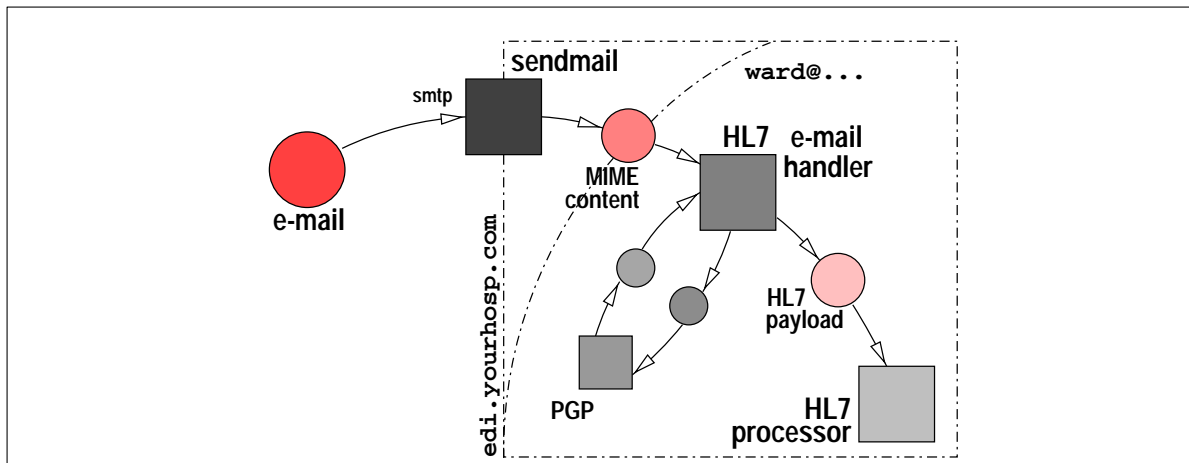 sendmail
ward@...
smtp
HL7
e-mail
handler
MIME
content
e-mail
edi.yourhosp.com
HL7
payload
PGP
HL7
processor